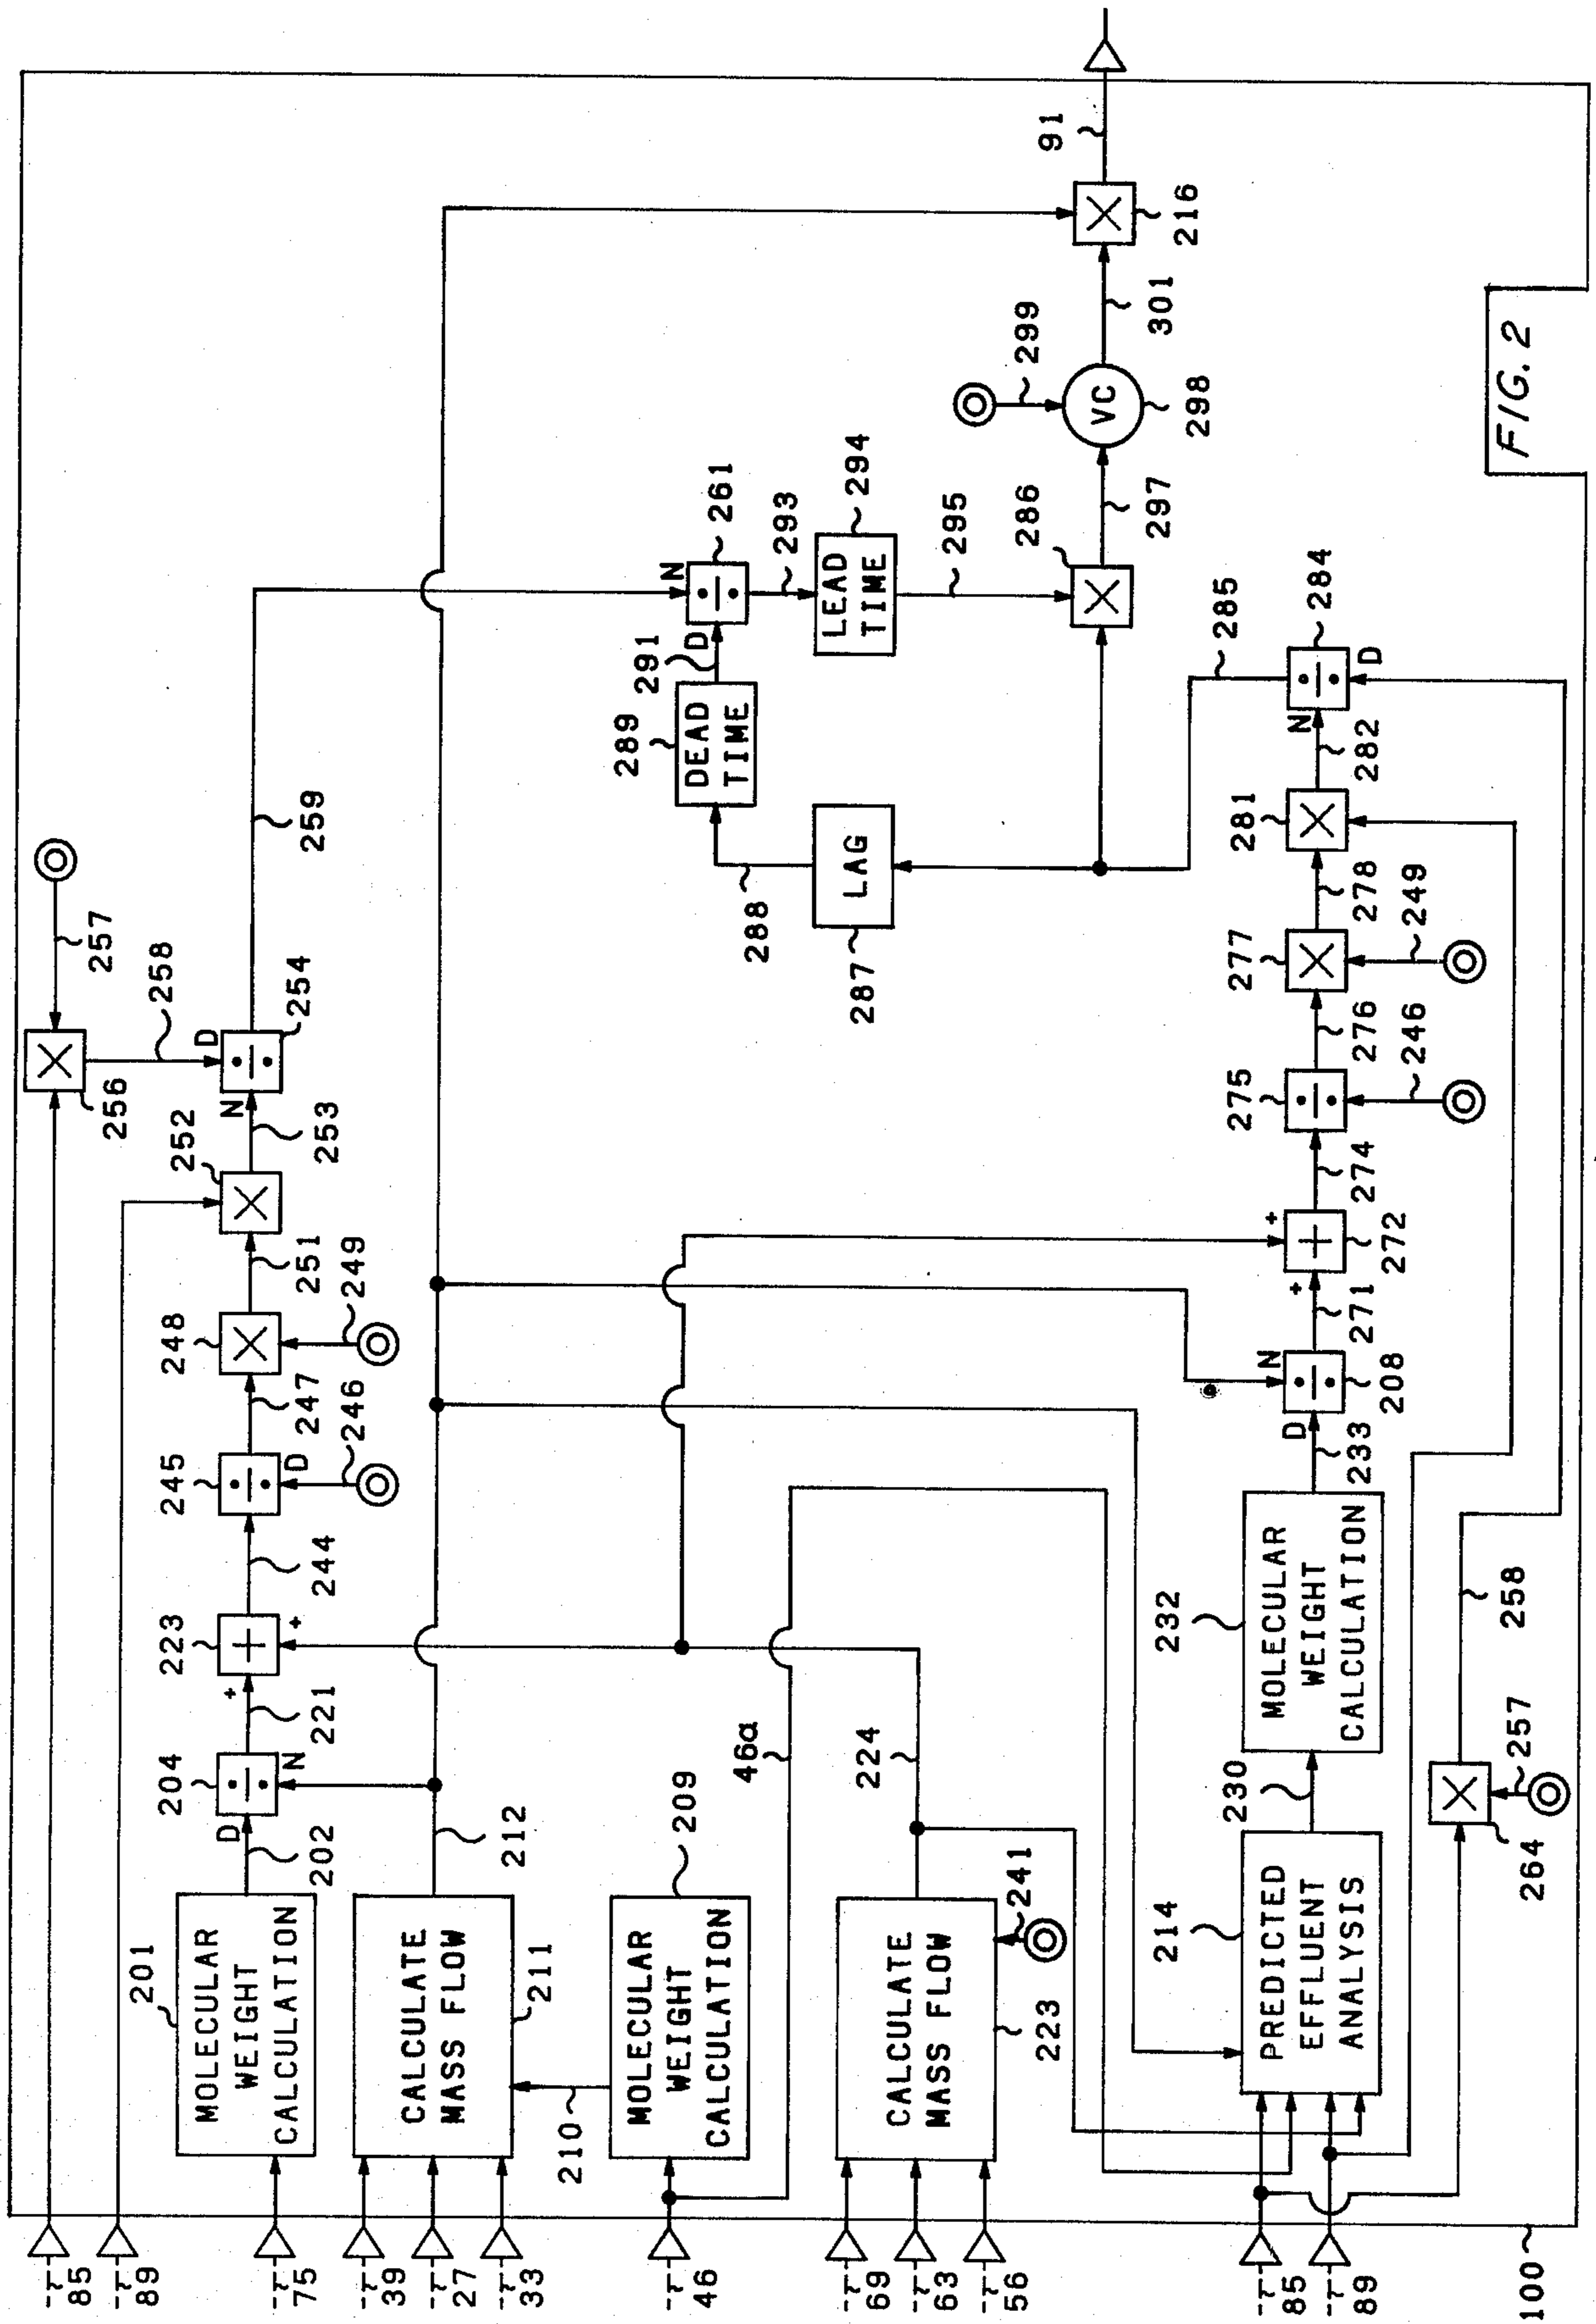 85
89
75
39
27
33
46
69
63
56
85
89
100
201
MOLECULAR
WEIGHT
CALCULATION
202
D
204
N
221
+
223
+
244
245
D
246
247
248
249
251
252
253
N
254
D
256
257
258
259
CALCULATE
MASS FLOW
211
212
210
MOLECULAR
WEIGHT
CALCULATION
209
46a
CALCULATE
MASS FLOW
223
241
224
214
PREDICTED
EFFLUENT
ANALYSIS
230
232
MOLECULAR
WEIGHT
CALCULATION
233
D
N
208
271
+
+
272
274
275
246
276
277
249
278
281
282
N
284
D
285
264
257
258
287
LAG
288
289
DEAD
TIME
291
D
N
261
293
LEAD
TIME
294
295
286
297
VC
298
299
301
216
91
FIG. 2